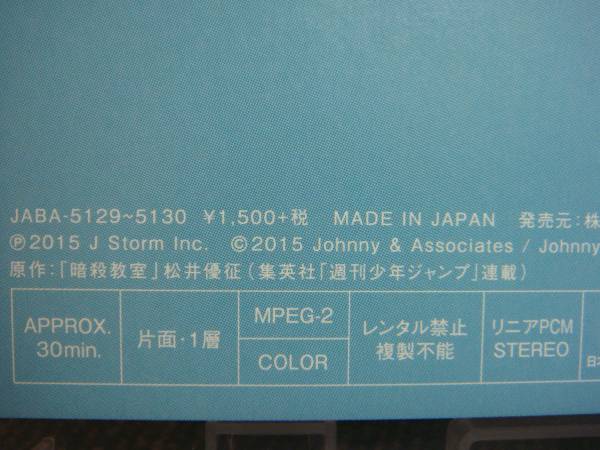 JABA-5129~5130 ¥1,500+税 MADE IN JAPAN 発売元:株
Ⓟ2015 J Storm Inc. ©2015 Johnny & Associates / Johnny
原作:「暗殺教室」松井優征(集英社「週刊少年ジャンプ」連載)
APPROX.
30min.
片面・1層
MPEG-2
COLOR
レンタル禁止
複製不能
リニアPCM
STEREO
日本